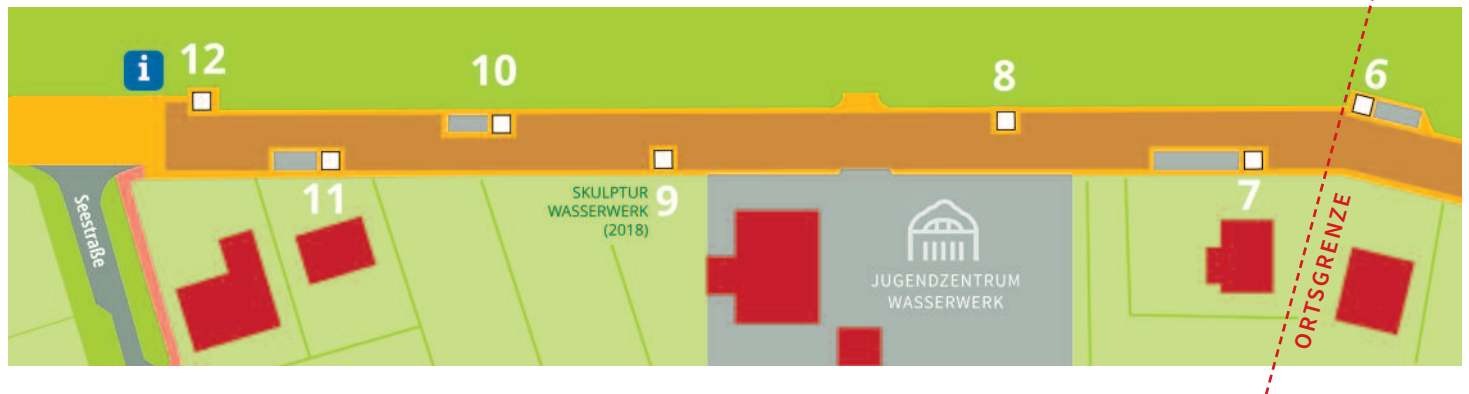 i
12
10
8
6
Seestraße
11
SKULPTUR
WASSERWERK
(2018)
9
JUGENDZENTRUM
WASSERWERK
7
ORTSGRENZE